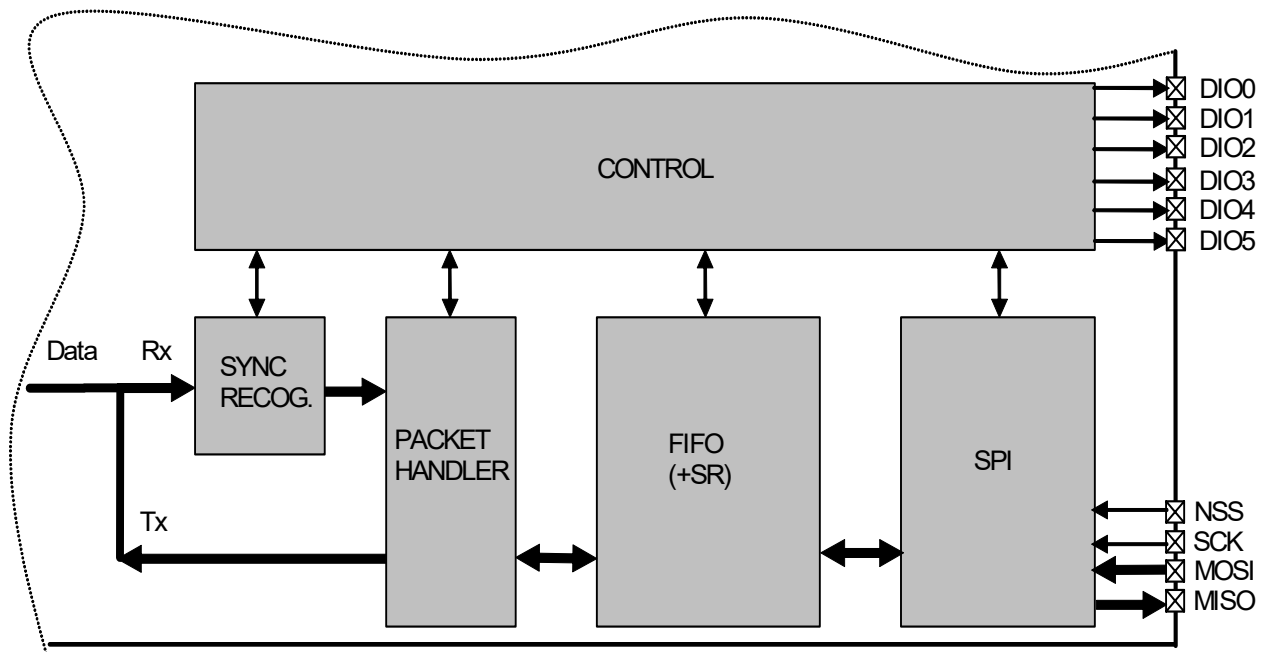 DIO0
DIO1
DIO2
DIO3
DIO4
DIO5
CONTROL
Data
Rx
SYNC
RECOG.
PACKET
HANDLER
FIFO
(+SR)
SPI
Tx
NSS
SCK
MOSI
MISO